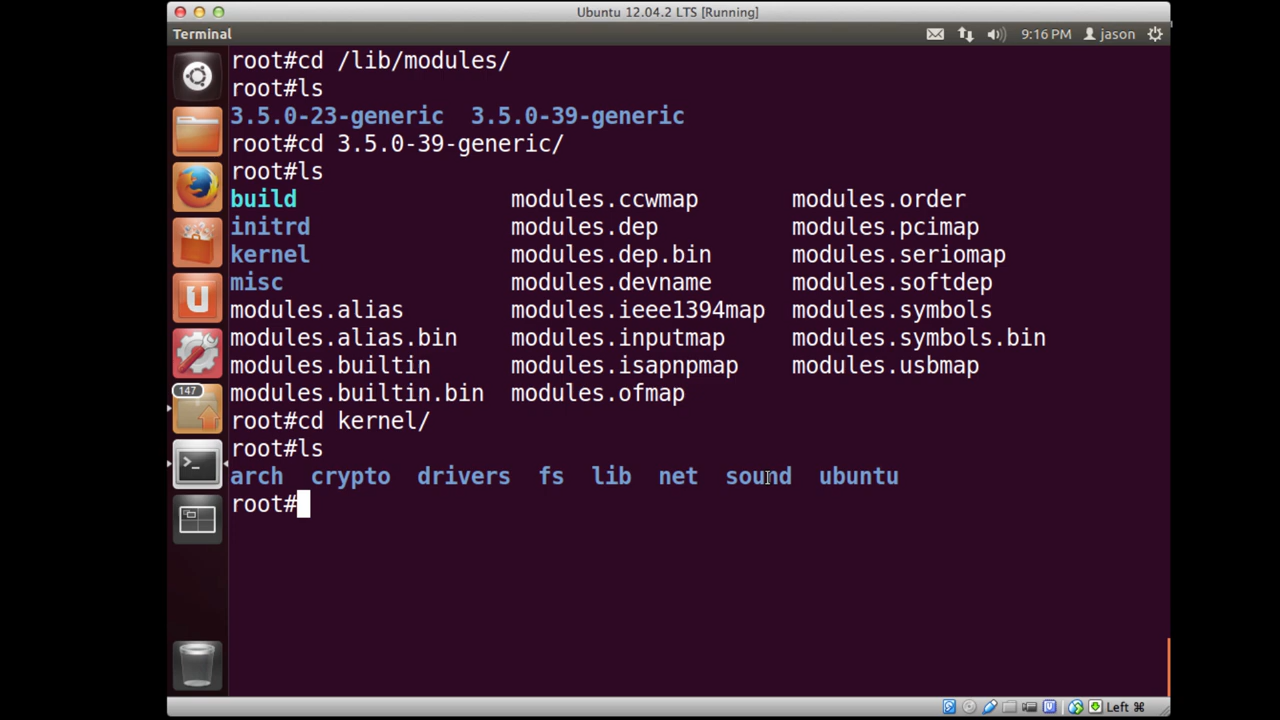 Ubuntu 12.04.2 LTS [Running]
Terminal 9:16 PM jason
root#cd /lib/modules/
root#ls
3.5.0-23-generic 3.5.0-39-generic
root#cd 3.5.0-39-generic/
root#ls
build modules.ccwmap modules.order
initrd modules.dep modules.pcimap
kernel modules.dep.bin modules.seriomap
misc modules.devname modules.softdep
modules.alias modules.ieee1394map modules.symbols
modules.alias.bin modules.inputmap modules.symbols.bin
modules.builtin modules.isapnpmap modules.usbmap
modules.builtin.bin modules.ofmap
147
root#cd kernel/
root#ls
arch crypto drivers fs lib net sound ubuntu
root#
Left ⌘